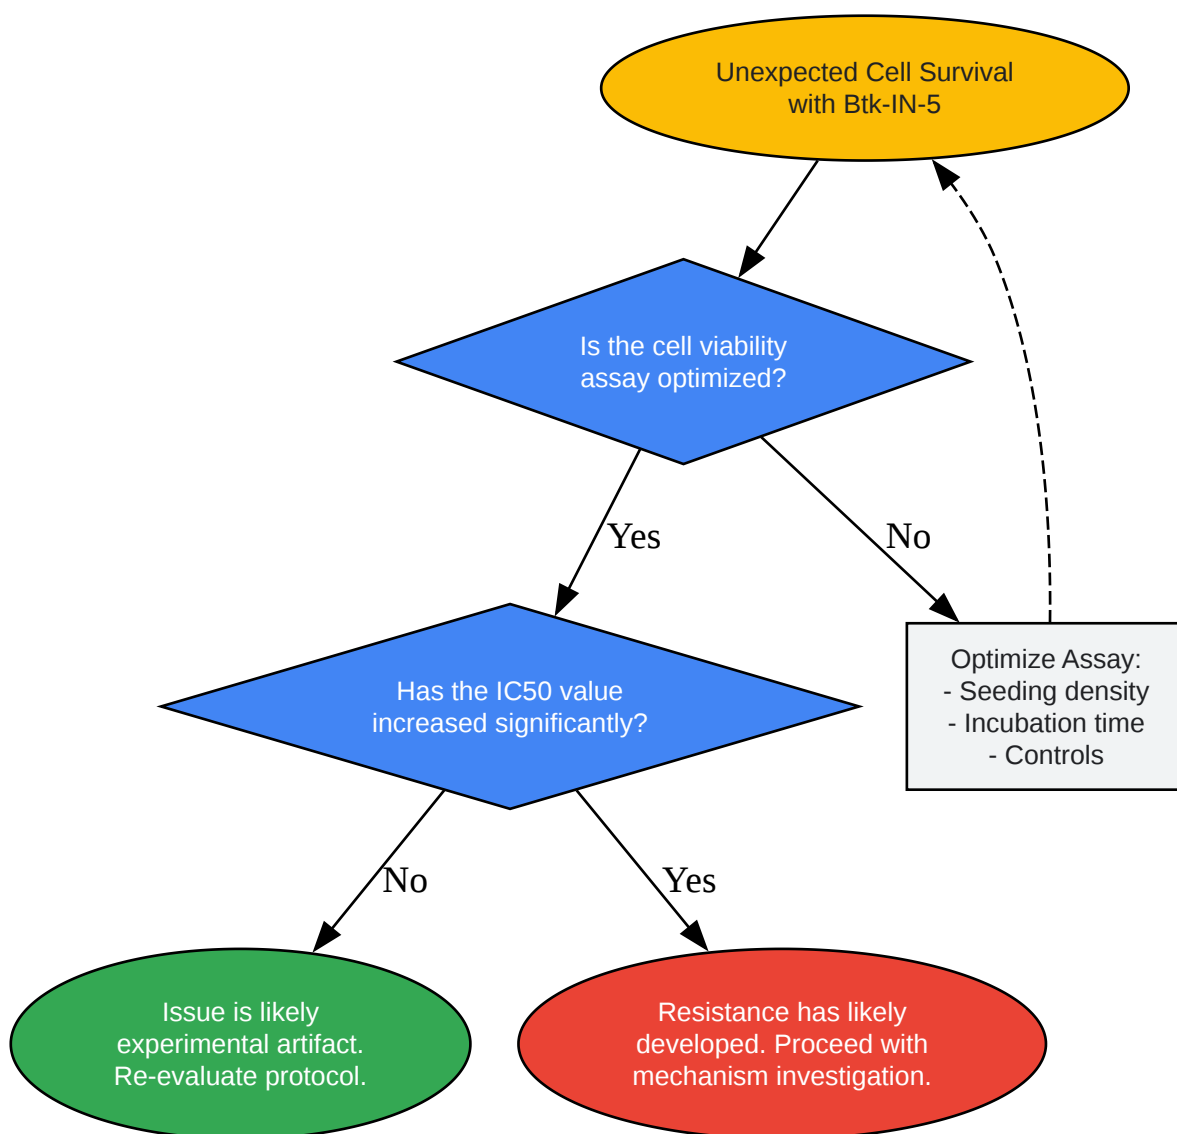 Unexpected Cell Survival
with Btk-IN-5
Is the cell viability
assay optimized?
Yes
No
Optimize Assay:
- Seeding density
- Incubation time
- Controls
Has the IC50 value
increased significantly?
No
Yes
Issue is likely
experimental artifact.
Re-evaluate protocol.
Resistance has likely
developed. Proceed with
mechanism investigation.